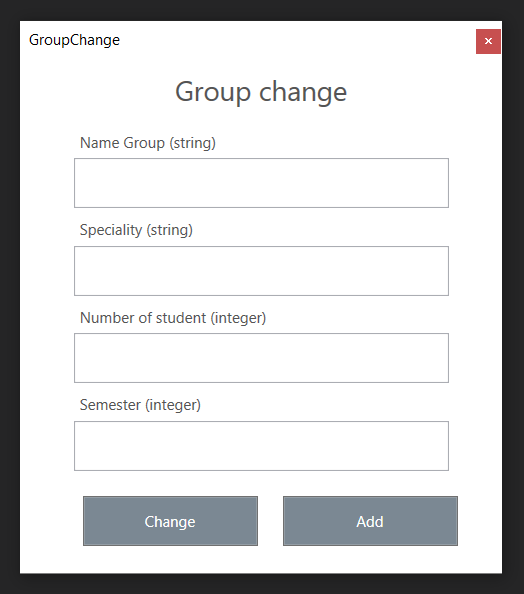 GroupChange
Group change
Name Group (string)
Speciality (string)
Number of student (integer)
Semester (integer)
Change
Add